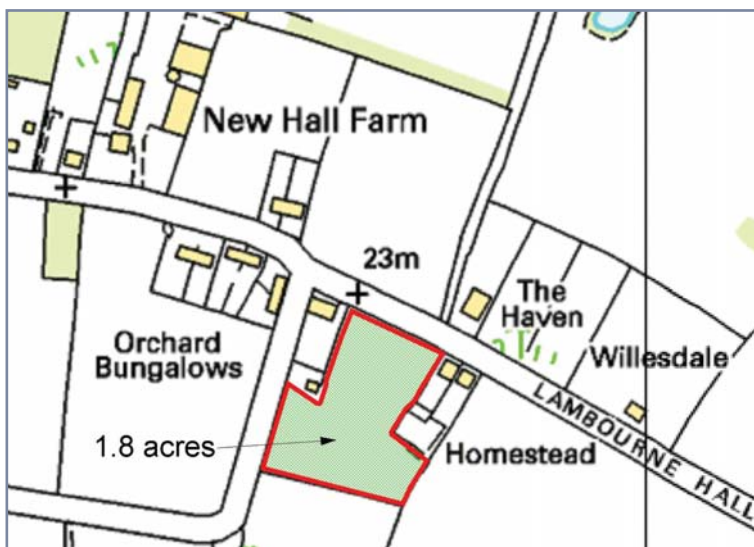 New Hall Farm
23m
The
Haven
Willesdale
Orchard
Bungalows
LAMBOURNE HALL
1.8 acres
Homestead